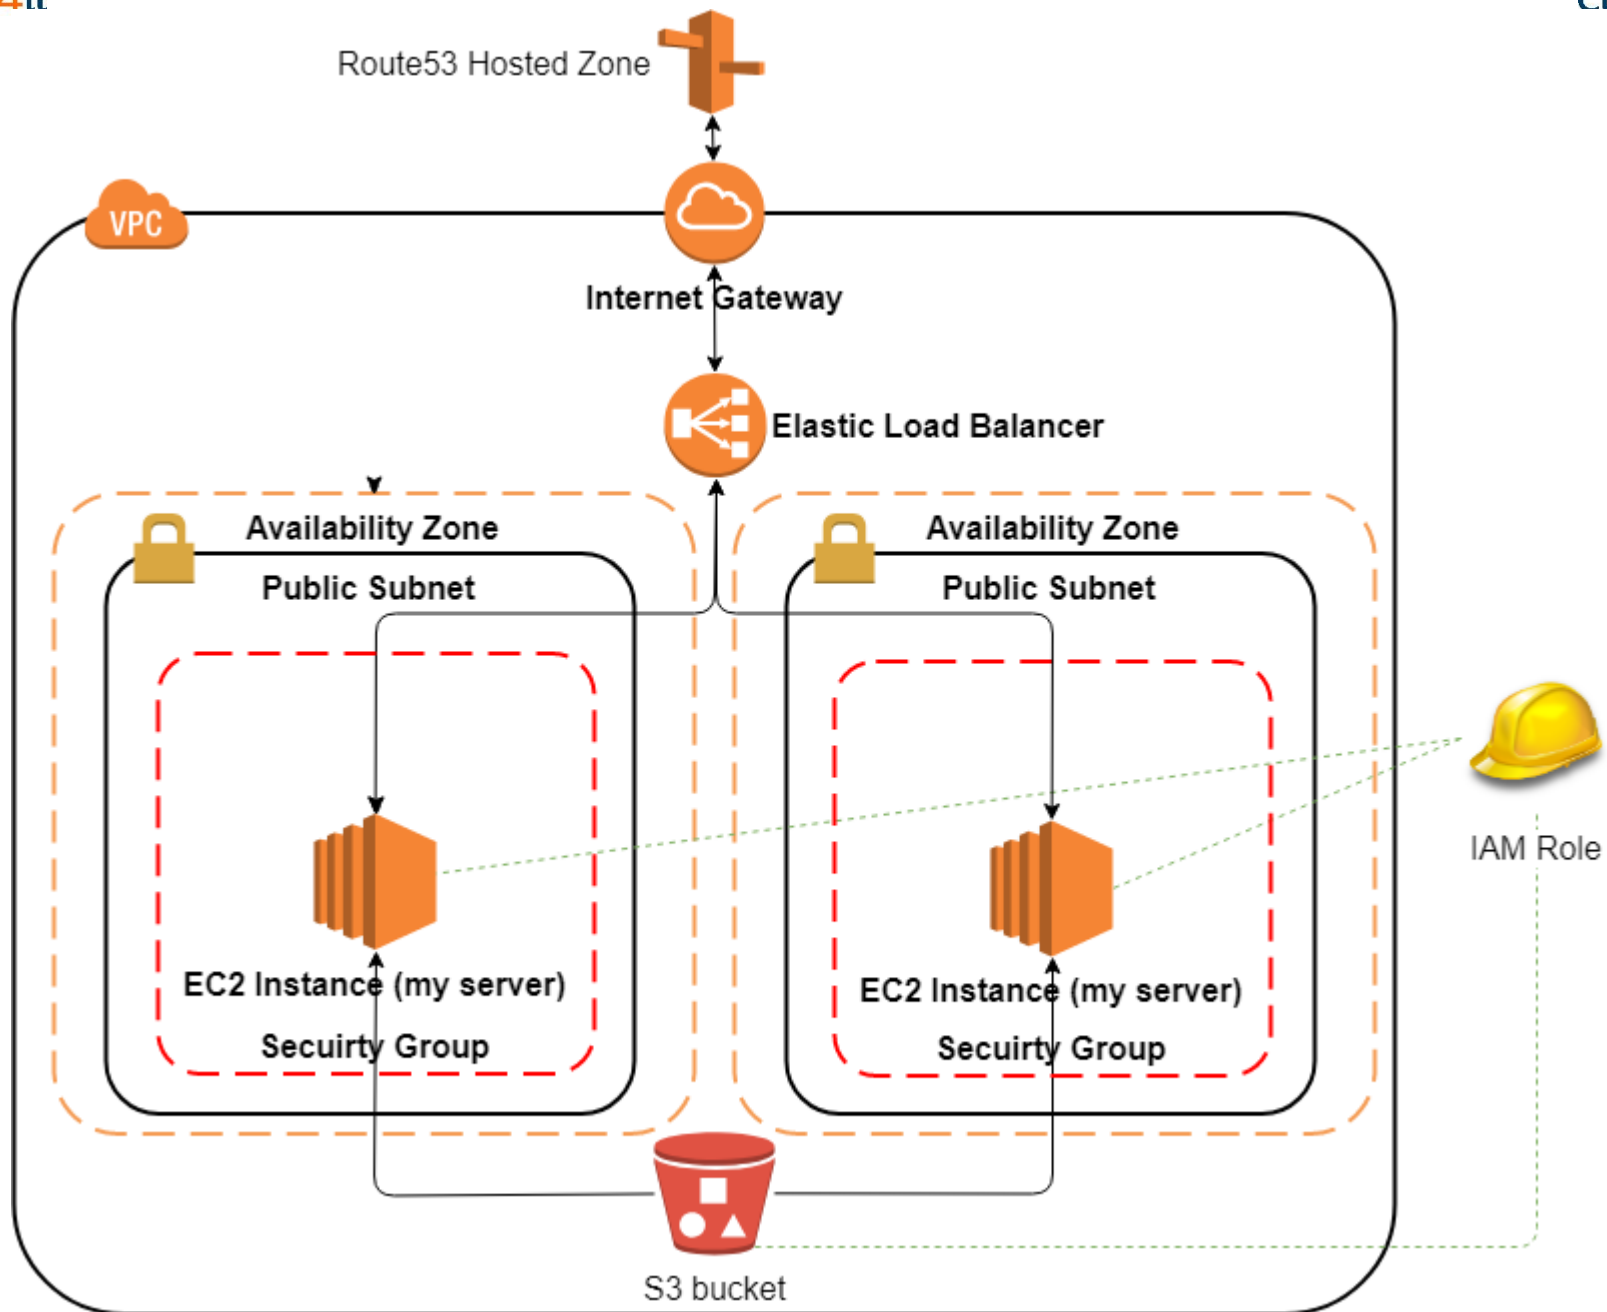 Route53 Hosted Zone
VPC
Internet Gateway
Elastic Load Balancer
Availability Zone
Public Subnet
EC2 Instance (my server)
Secuirty Group
Availability Zone
Public Subnet
EC2 Instance (my server)
Secuirty Group
IAM Role
S3 bucket